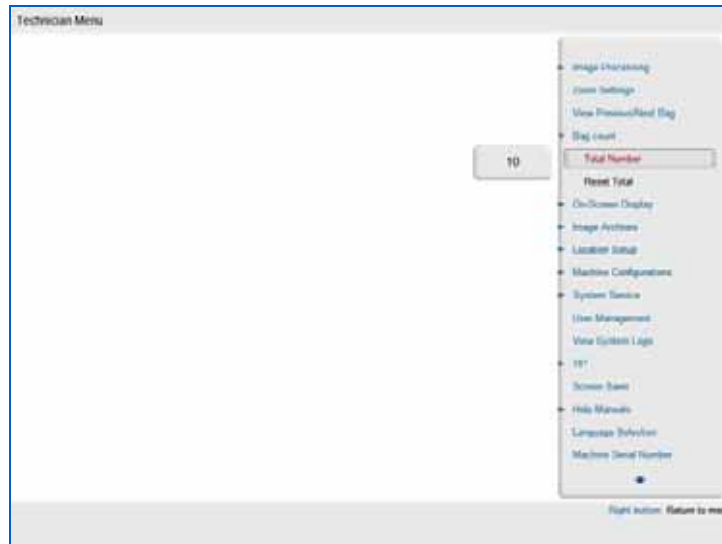 Technician Menu
Image Processing
Zoom Settings
View Previous/Next Bag
Bag count
10
Total Number
Reset Total
On-Screen Display
Image Archives
Location Setup
Machine Configurations
System Service
User Management
View System Logs
TIP
Screen Saver
Help Manuals
Language Selection
Machine Serial Number
Right button: Return to